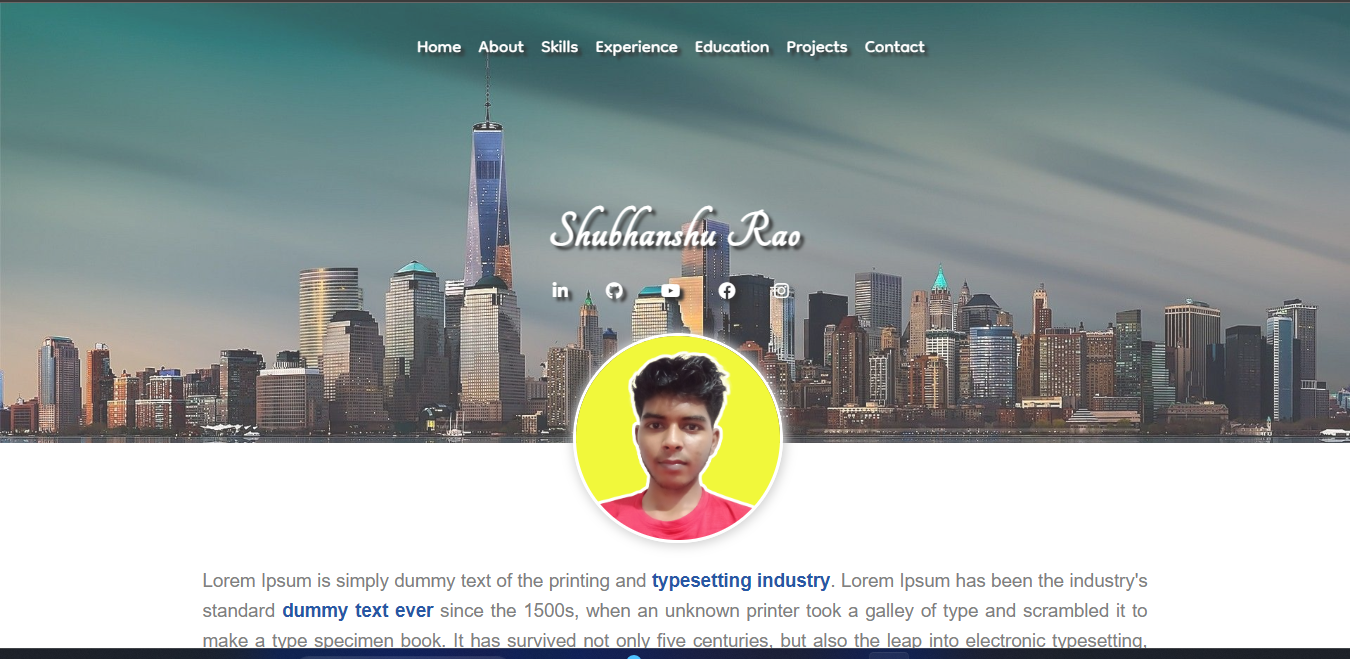 Home About Skills Experience Education Projects Contact
Shubhanshu Rao
Lorem Ipsum is simply dummy text of the printing and typesetting industry. Lorem Ipsum has been the industry's
standard dummy text ever since the 1500s, when an unknown printer took a galley of type and scrambled it to
make a type specimen book. It has survived not only five centuries, but also the leap into electronic typesetting,